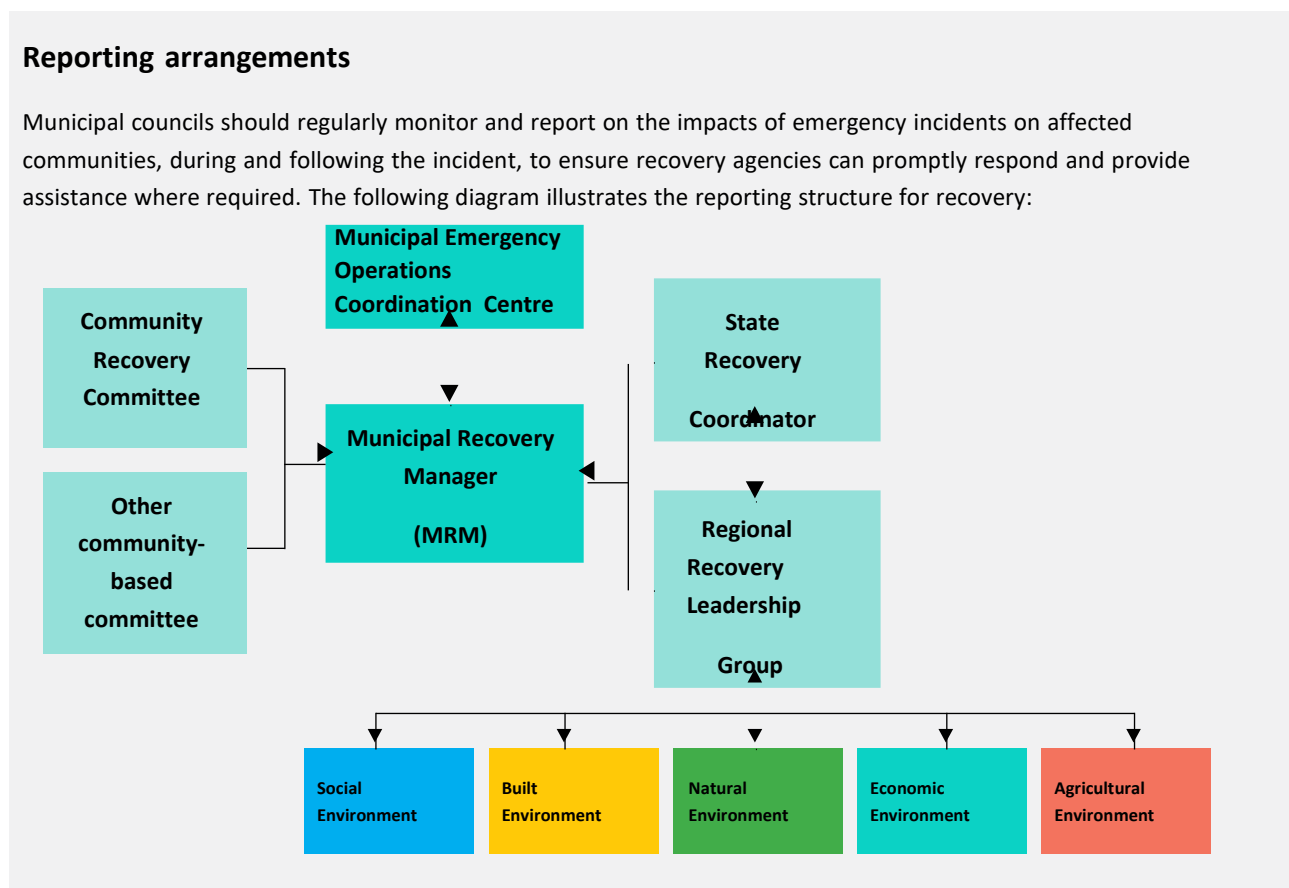 Reporting arrangements
Municipal councils should regularly monitor and report on the impacts of emergency incidents on affected
communities, during and following the incident, to ensure recovery agencies can promptly respond and provide
assistance where required. The following diagram illustrates the reporting structure for recovery:
Municipal Emergency
Operations
Coordination Centre
Community
Recovery
Committee
State
Recovery
Coordinator
Municipal Recovery
Manager
(MRM)
Other
community-
based
committee
Regional
Recovery
Leadership
Group
Social
Environment
Built
Environment
Natural
Environment
Economic
Environment
Agricultural
Environment